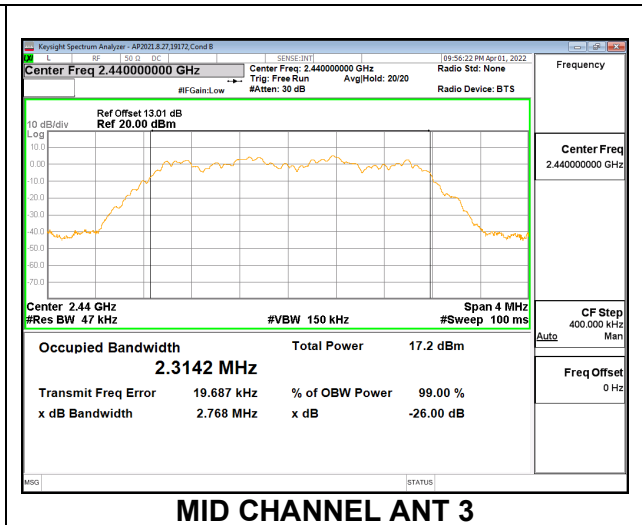 Keysight Spectrum Analyzer - AP2021.8.27,19172,Cond B
L RF 50 Ω DC SENSE:INT 09:56:22 PM Apr 01, 2022
Center Freq 2.440000000 GHz Center Freq: 2.440000000 GHz Radio Std: None Frequency
Trig: Free Run Avg|Hold: 20/20
#IFGain:Low #Atten: 30 dB Radio Device: BTS
Ref Offset 13.01 dB
10 dB/div Ref 20.00 dBm
Log
10.0
0.00
-10.0
-20.0
-30.0
-40.0
-50.0
-60.0
-70.0
Center Freq
2.440000000 GHz
Center 2.44 GHz Span 4 MHz
#Res BW 47 kHz #VBW 150 kHz #Sweep 100 ms
CF Step
400.000 kHz
Auto Man
Occupied Bandwidth Total Power 17.2 dBm
2.3142 MHz
Transmit Freq Error 19.687 kHz % of OBW Power 99.00 %
x dB Bandwidth 2.768 MHz x dB -26.00 dB
Freq Offset
0 Hz
MSG STATUS
MID CHANNEL ANT 3